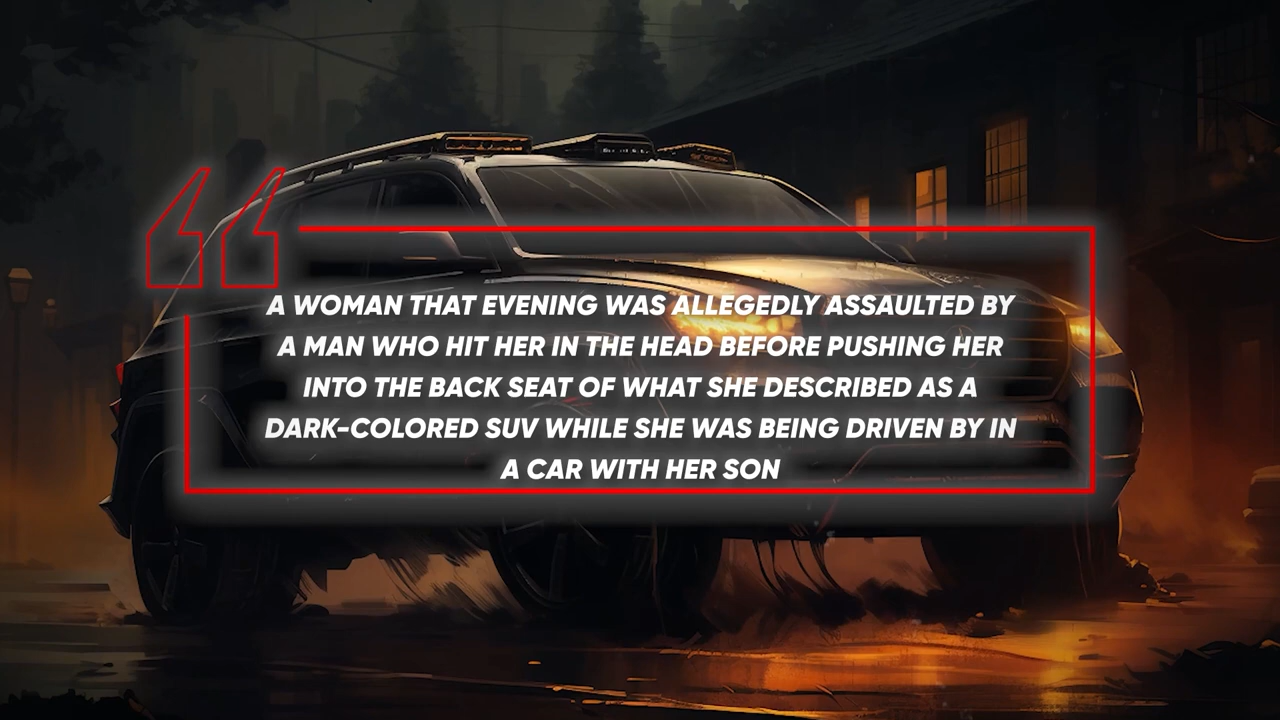 A WOMAN THAT EVENING WAS ALLEGEDLY ASSAULTED BY
A MAN WHO HIT HER IN THE HEAD BEFORE PUSHING HER
INTO THE BACK SEAT OF WHAT SHE DESCRIBED AS A
DARK-COLORED SUV WHILE SHE WAS BEING DRIVEN BY IN
A CAR WITH HER SON